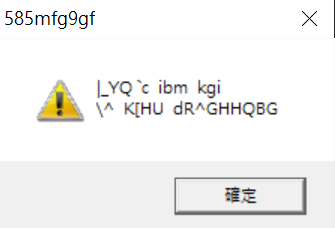 585mfg9gf
|_YQ `c ibm kgi
\^ K[HU dR^GHHQBG
確定